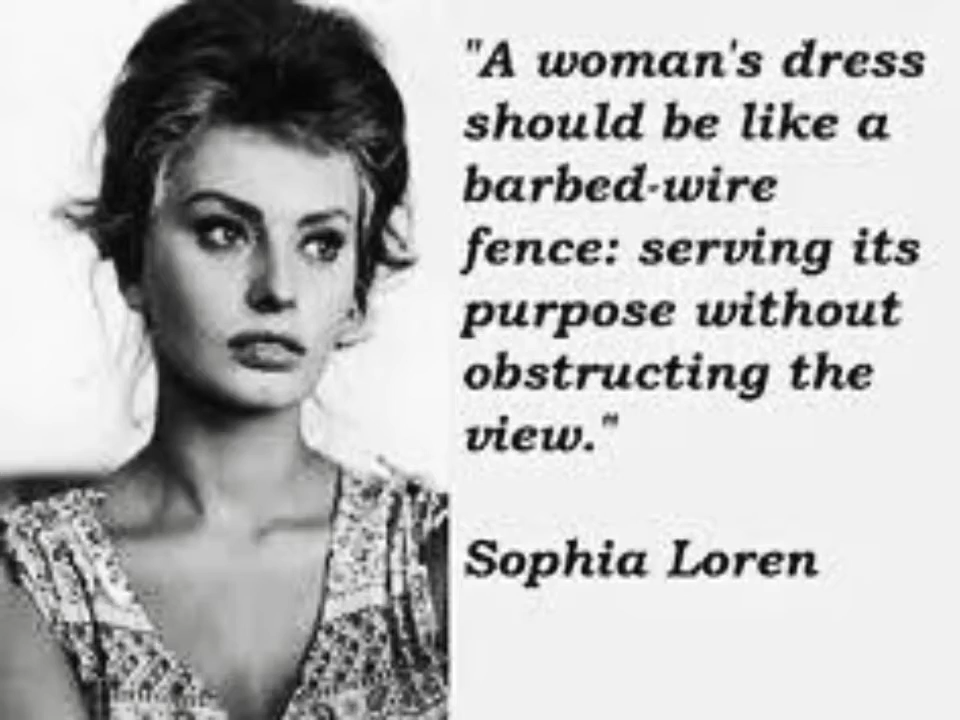 "A woman's dress
should be like a
barbed-wire
fence: serving its
purpose without
obstructing the
view."
Sophia Loren